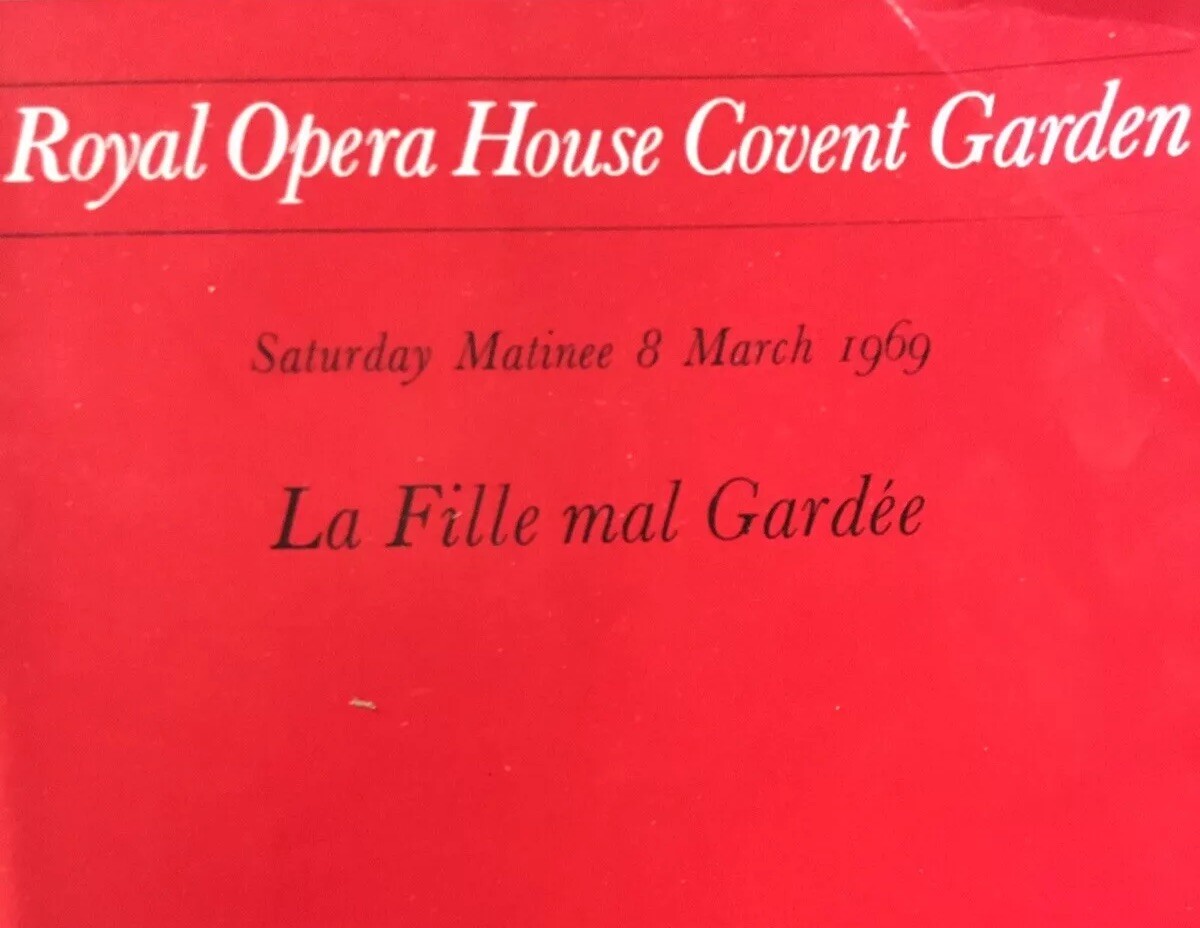 Royal Opera House Covent Garden
Saturday Matinee 8 March 1969
La Fille mal Gardée